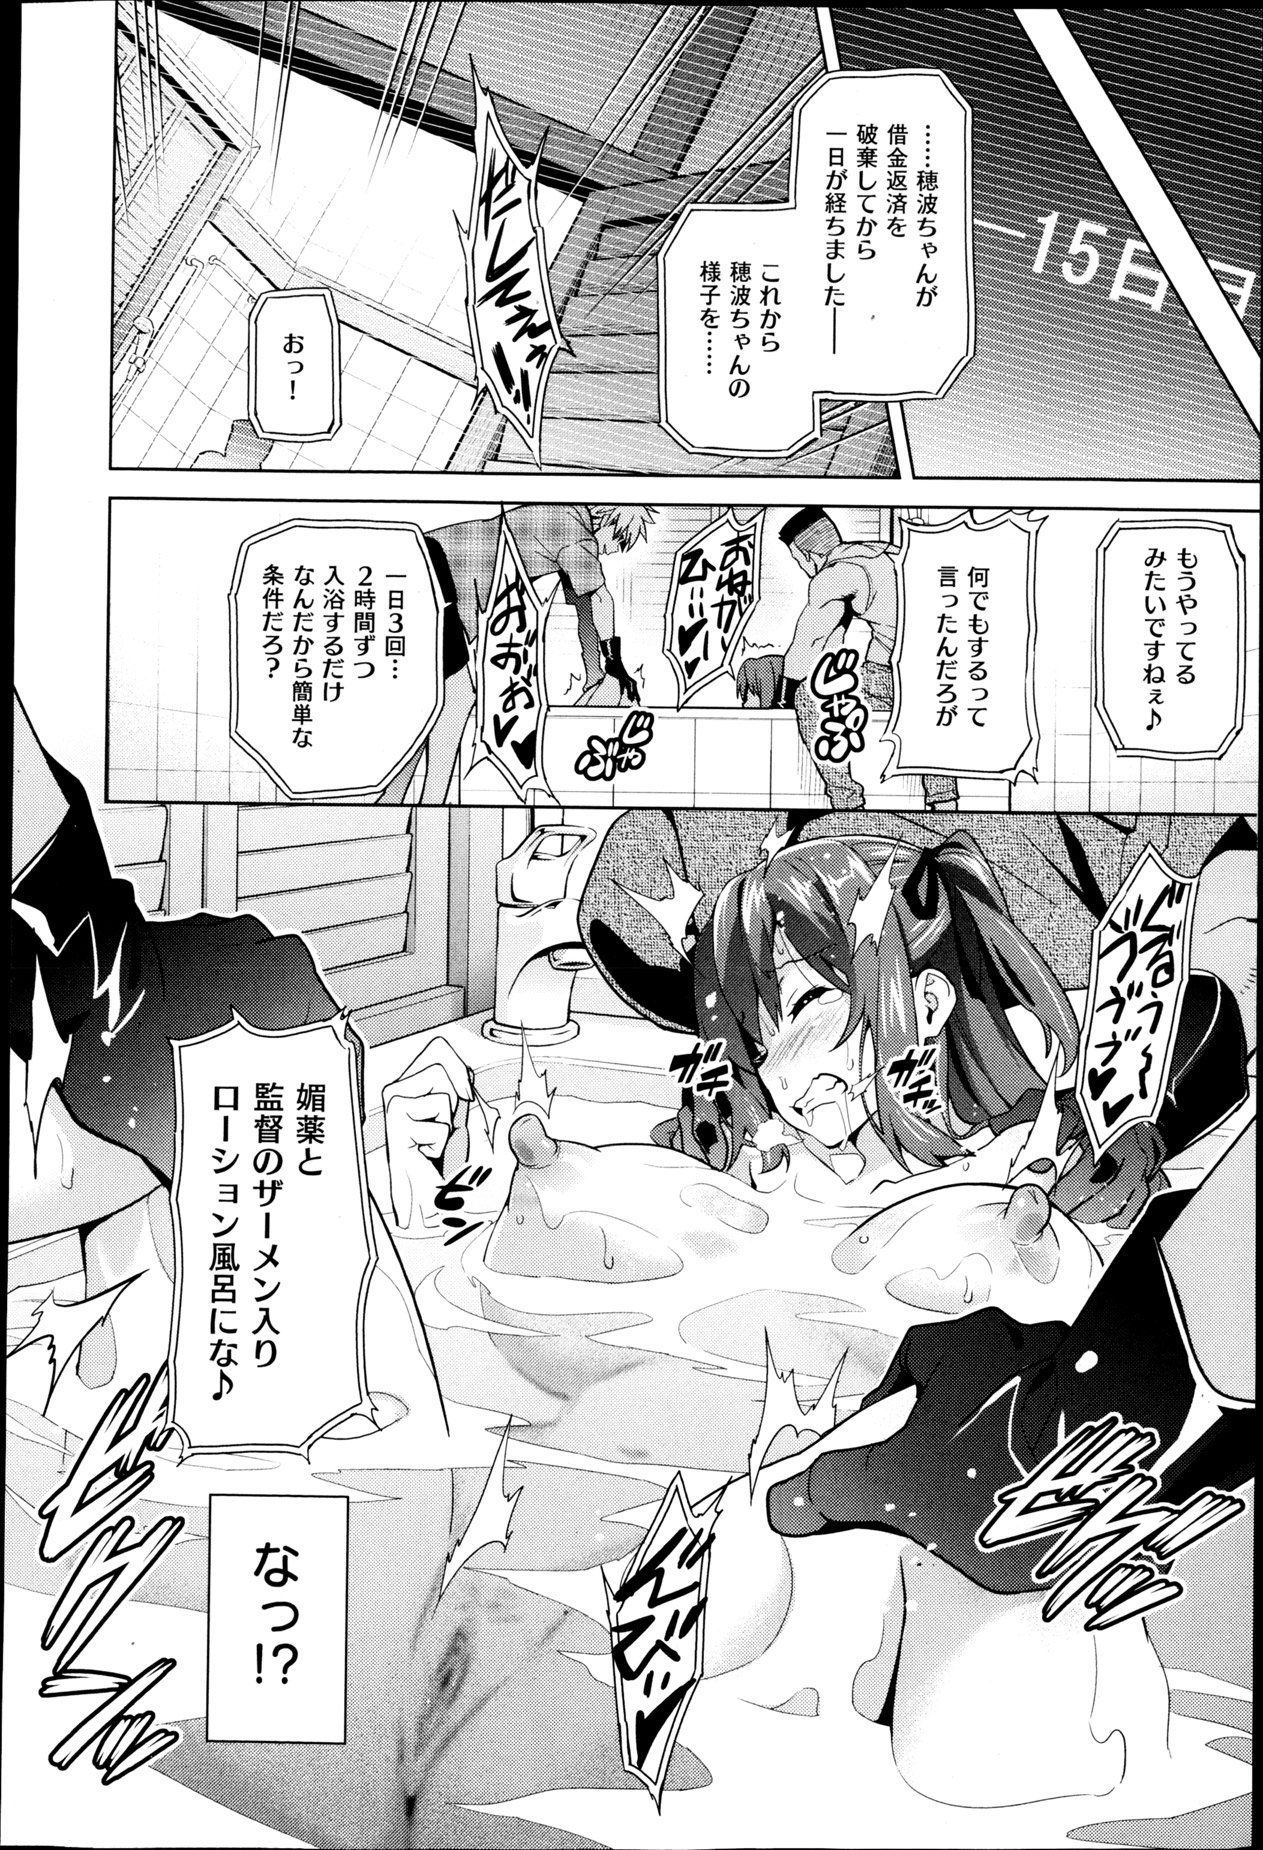 ―15日目
……穂波ちゃんが
借金返済を
破棄してから
一日が経ちました――
これから
穂波ちゃんの
様子を……
だしてぇ
おっ!
もうやってる
みたいですねぇ♪
何でもするって
言ったんだろが
じゃぷ
おねがい
ひ…♥
じゃぶ
おぉおお♥
一日3回…
2時間ずつ
入浴するだけ
なんだから簡単な
条件だろ?
ガチ
ガチ
ビン
媚薬と
監督のザーメン入り
ローション風呂にな♪
なっ!?